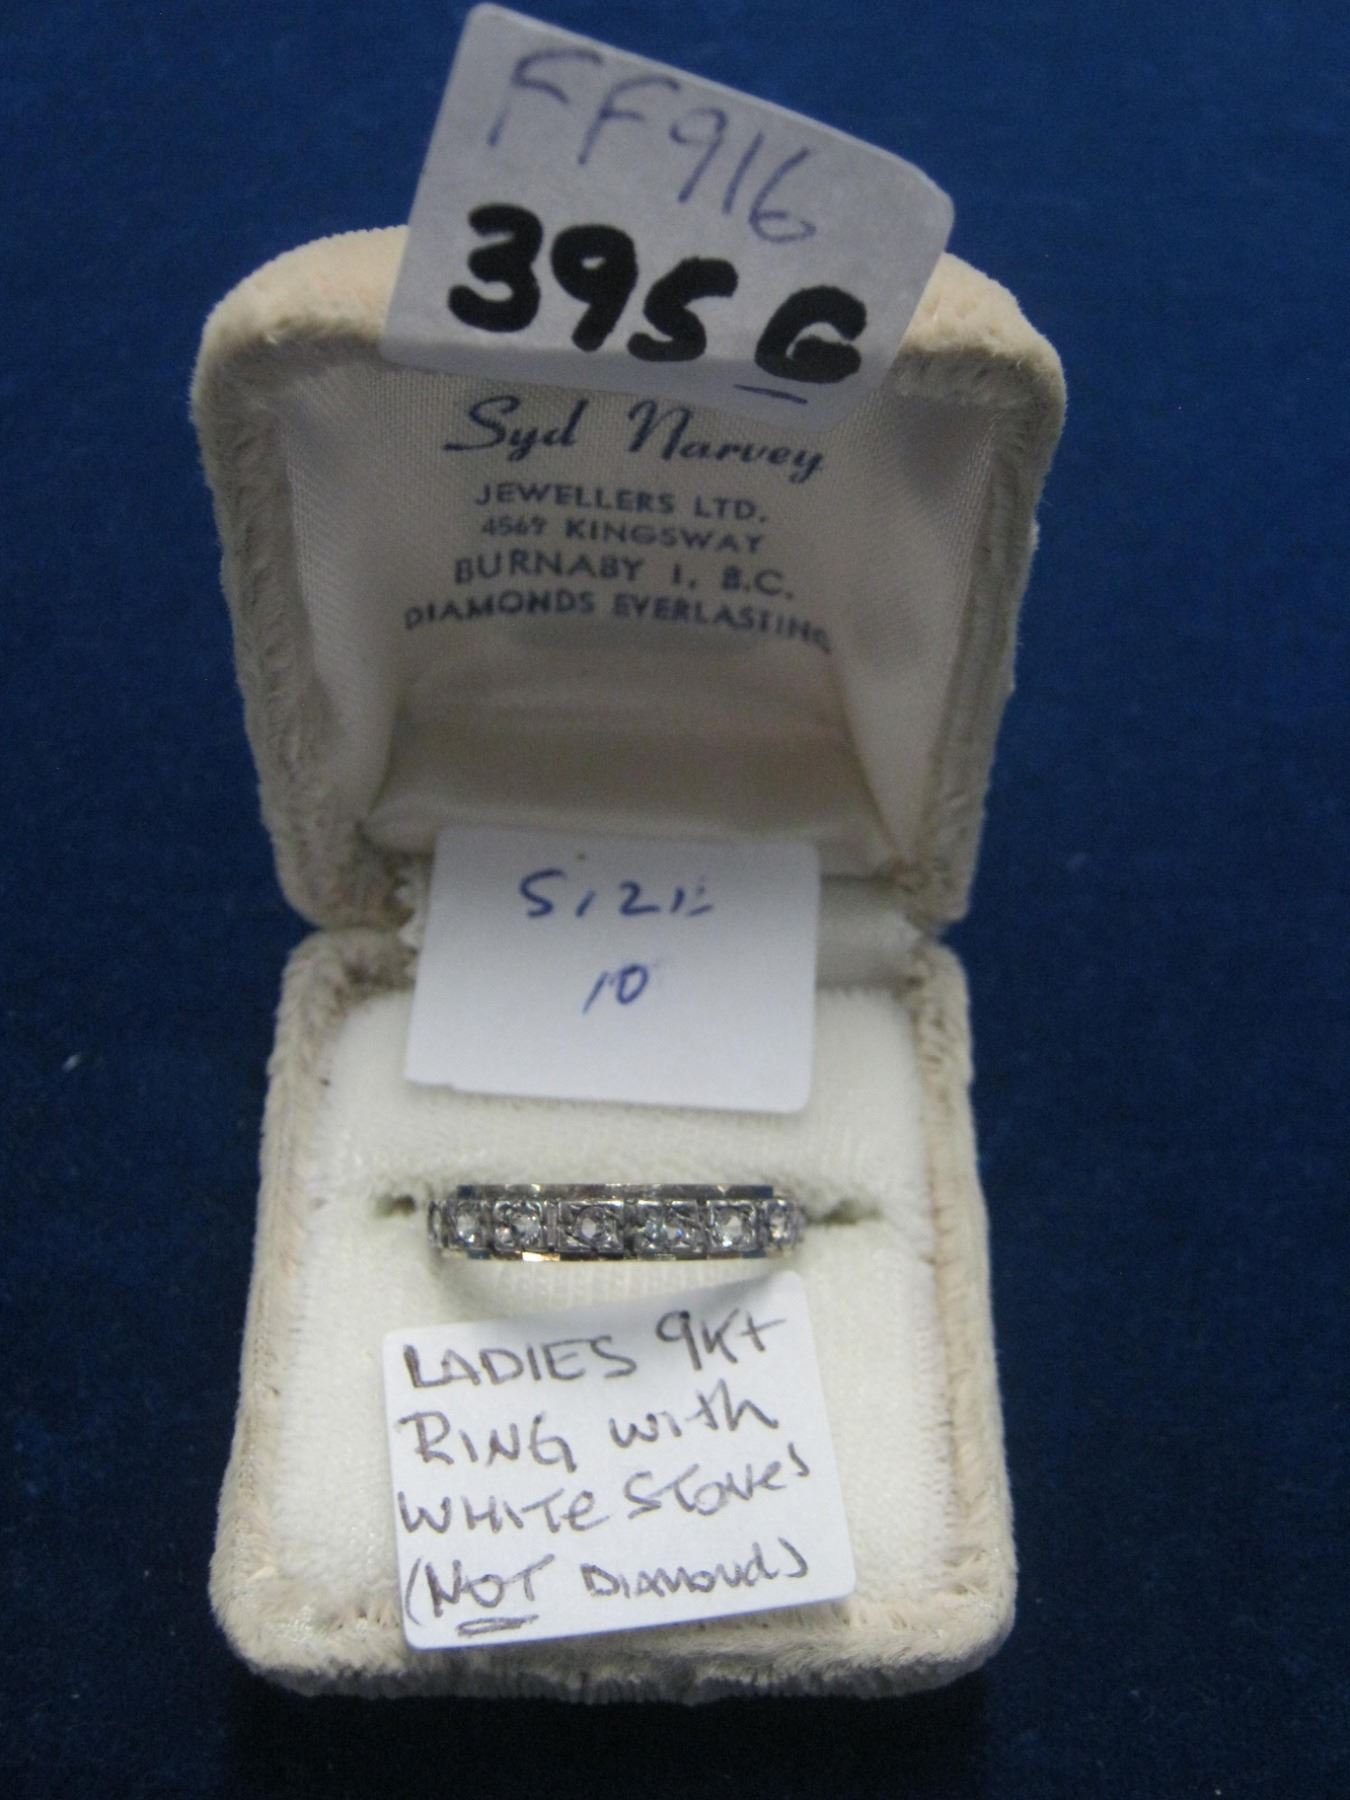 FF916
395G
Syd Narvey
JEWELLERS LTD.
4569 KINGSWAY
BURNABY 1, B.C.
DIAMONDS EVERLASTING
SIZE
10
LADIES 9Kt
RING with
WHITE STONES
(NOT DIAMONDS